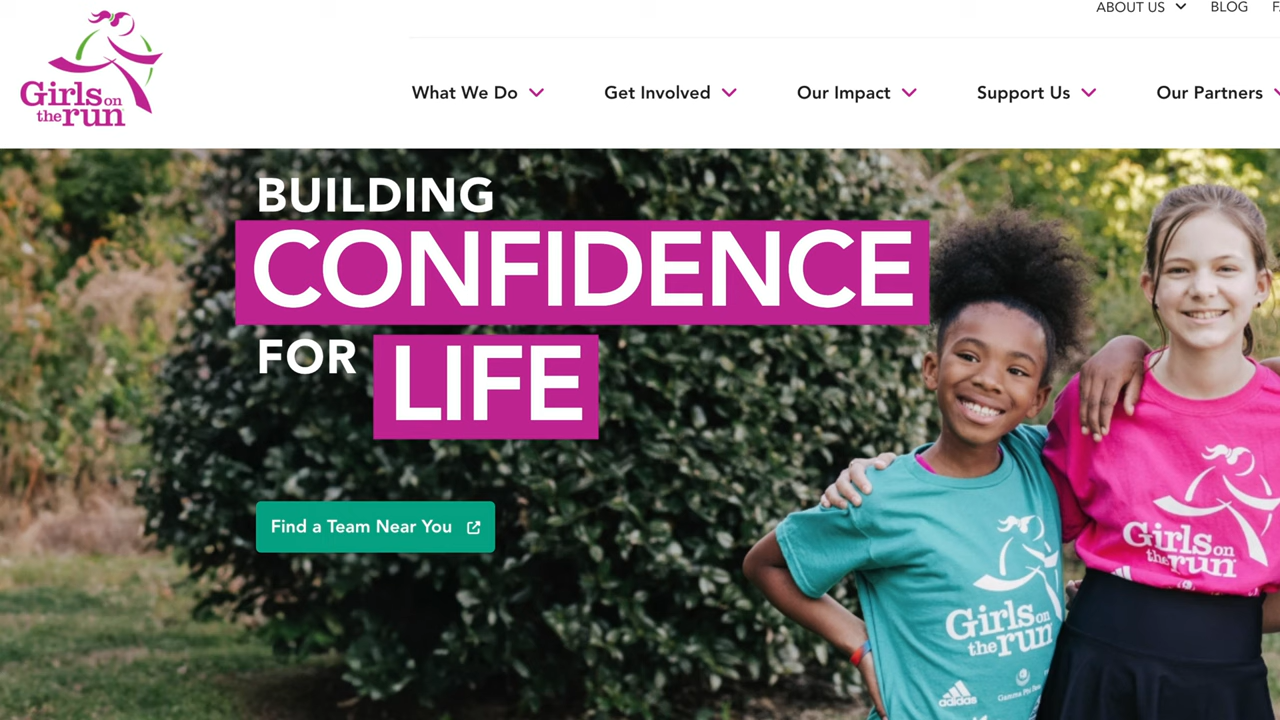 ABOUT US
BLOG
Girls on
the run
What We Do
Get Involved
Our Impact
Support Us
Our Partners
BUILDING
CONFIDENCE
FOR LIFE
Find a Team Near You
Girls on
the run
Girls on
the run
adidas